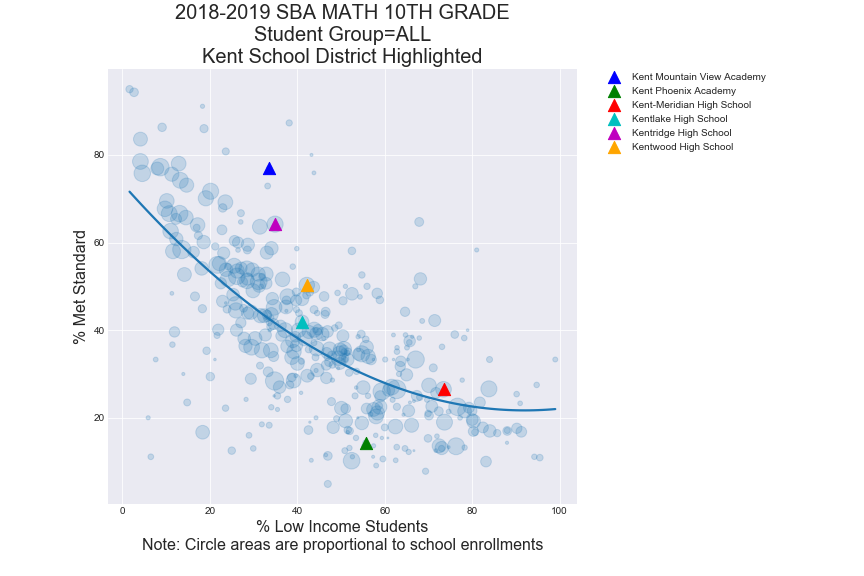 2018-2019 SBA MATH 10TH GRADE
Student Group=ALL
Kent School District Highlighted
Kent Mountain View Academy
Kent Phoenix Academy
Kent-Meridian High School
Kentlake High School
Kentridge High School
Kentwood High School
% Met Standard
80
60
40
20
0 20 40 60 80 100
% Low Income Students
Note: Circle areas are proportional to school enrollments